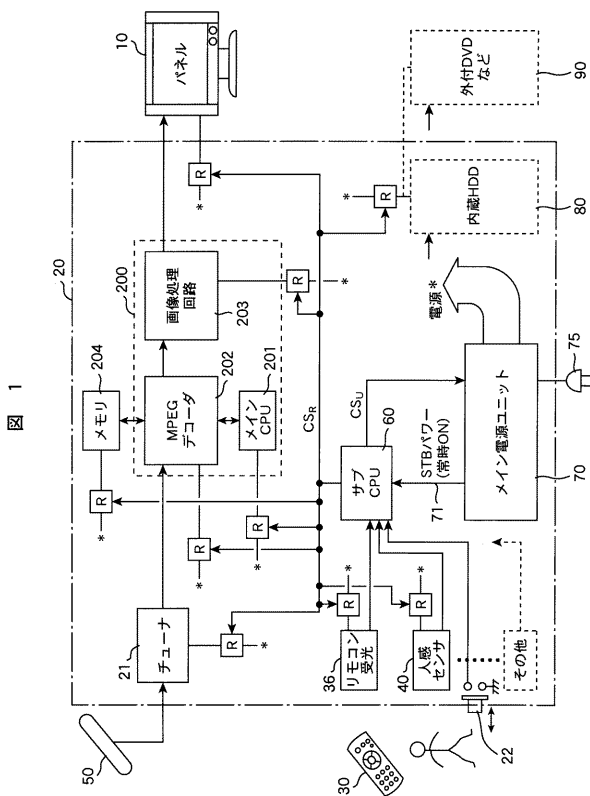 図 1
20
50
21
チューナ
R
*
204
メモリ
R
*
200
MPEG
デコーダ
202
R
*
メイン
CPU
201
R
*
画像処理
回路
203
R
*
10
パネル
R
*
CSR
30
36
リモコン
受光
R
*
40
人感
センサ
R
*
22
その他
サブ
CPU
60
CSU
STBパワー
(常時ON)
71
メイン電源ユニット
70
75
電源*
R
*
内蔵HDD
80
外付DVD
など
90